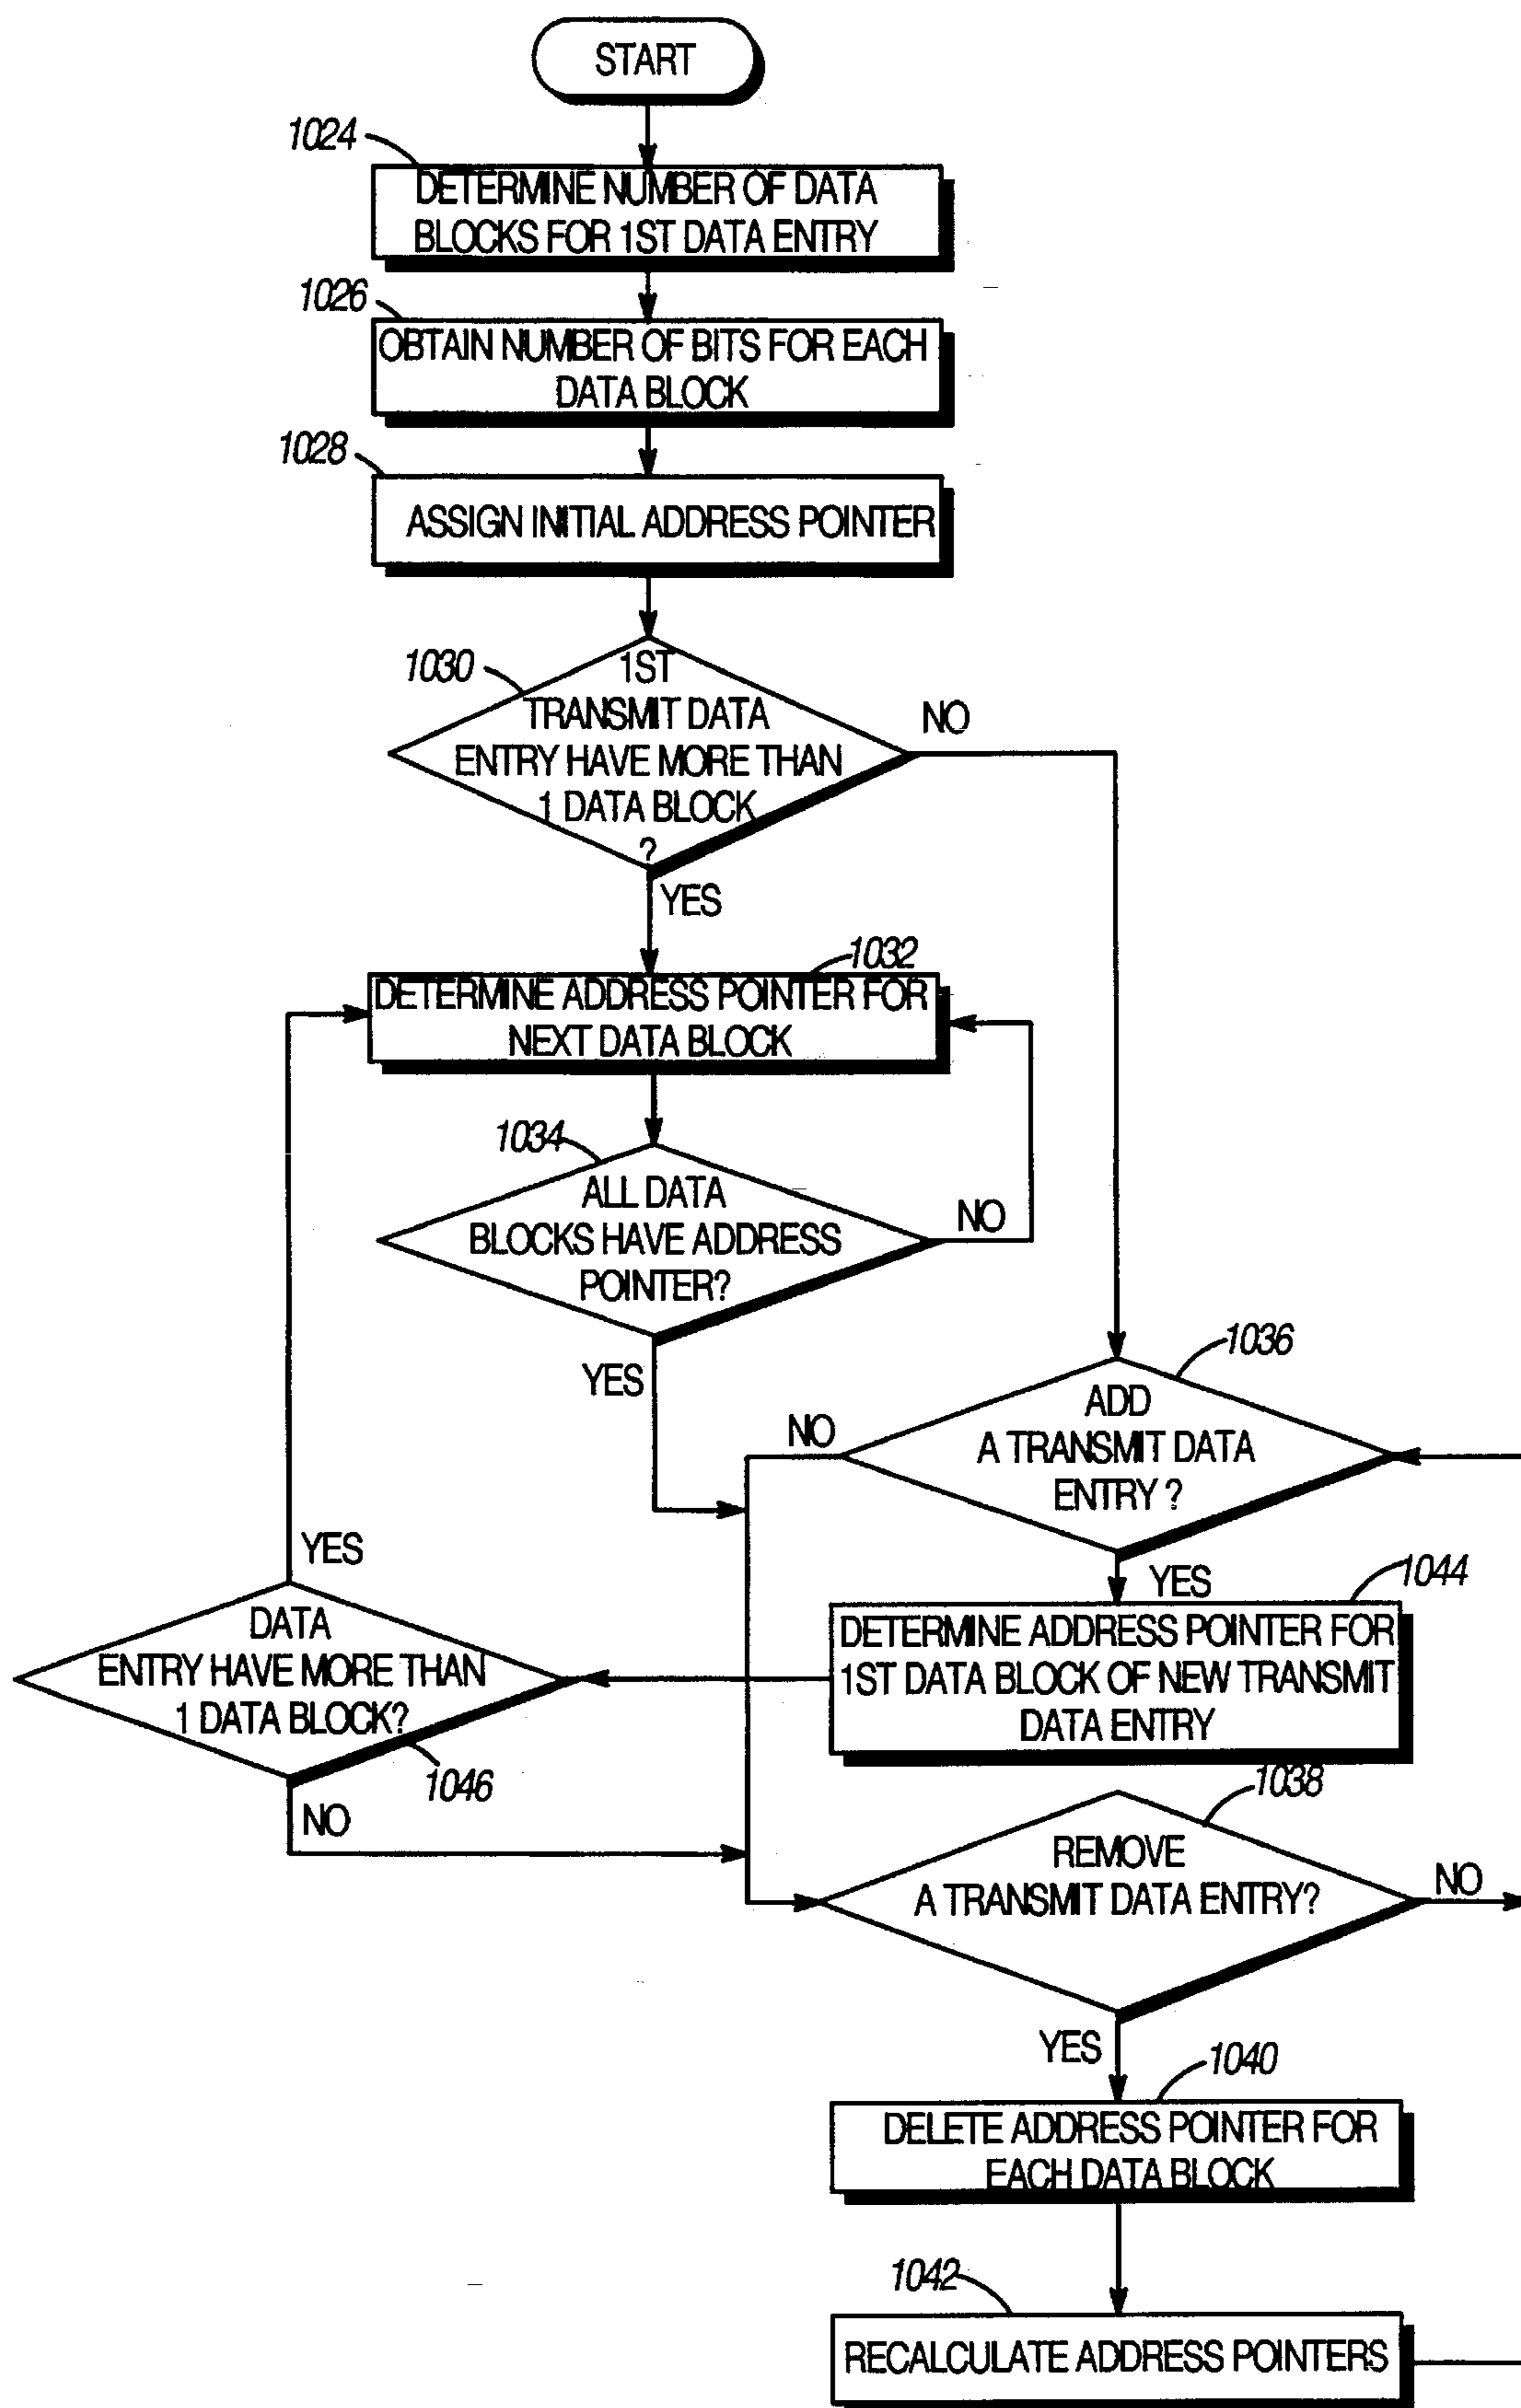 START
1024
DETERMINE NUMBER OF DATA
BLOCKS FOR 1ST DATA ENTRY
1026
OBTAIN NUMBER OF BITS FOR EACH
DATA BLOCK
1028
ASSIGN INITIAL ADDRESS POINTER
1030
1ST
TRANSMIT DATA
ENTRY HAVE MORE THAN
1 DATA BLOCK
?
NO
YES
1032
DETERMINE ADDRESS POINTER FOR
NEXT DATA BLOCK
1034
ALL DATA
BLOCKS HAVE ADDRESS
POINTER?
NO
YES
1036
ADD
A TRANSMIT DATA
ENTRY ?
NO
YES
1044
DETERMINE ADDRESS POINTER FOR
1ST DATA BLOCK OF NEW TRANSMIT
DATA ENTRY
YES
DATA
ENTRY HAVE MORE THAN
1 DATA BLOCK?
1046
NO
1038
REMOVE
A TRANSMIT DATA ENTRY?
NO
YES
1040
DELETE ADDRESS POINTER FOR
EACH DATA BLOCK
1042
RECALCULATE ADDRESS POINTERS